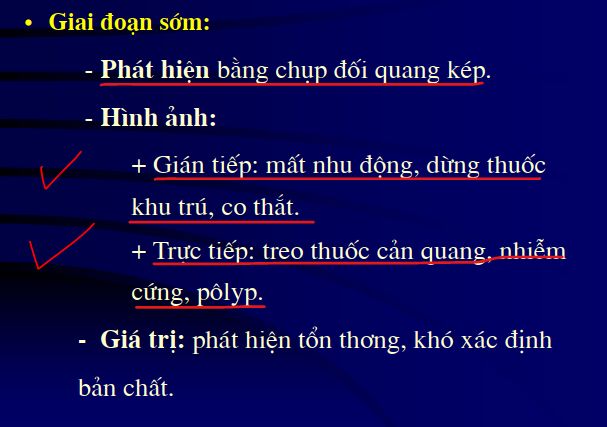 • Giai đoạn sớm:
- Phát hiện bằng chụp đối quang kép.
- Hình ảnh:
+ Gián tiếp: mất nhu động, dừng thuốc
khu trú, co thắt.
+ Trực tiếp: treo thuốc cản quang, nhiễm
cứng, pôlyp.
- Giá trị: phát hiện tổn thơng, khó xác định
bản chất.